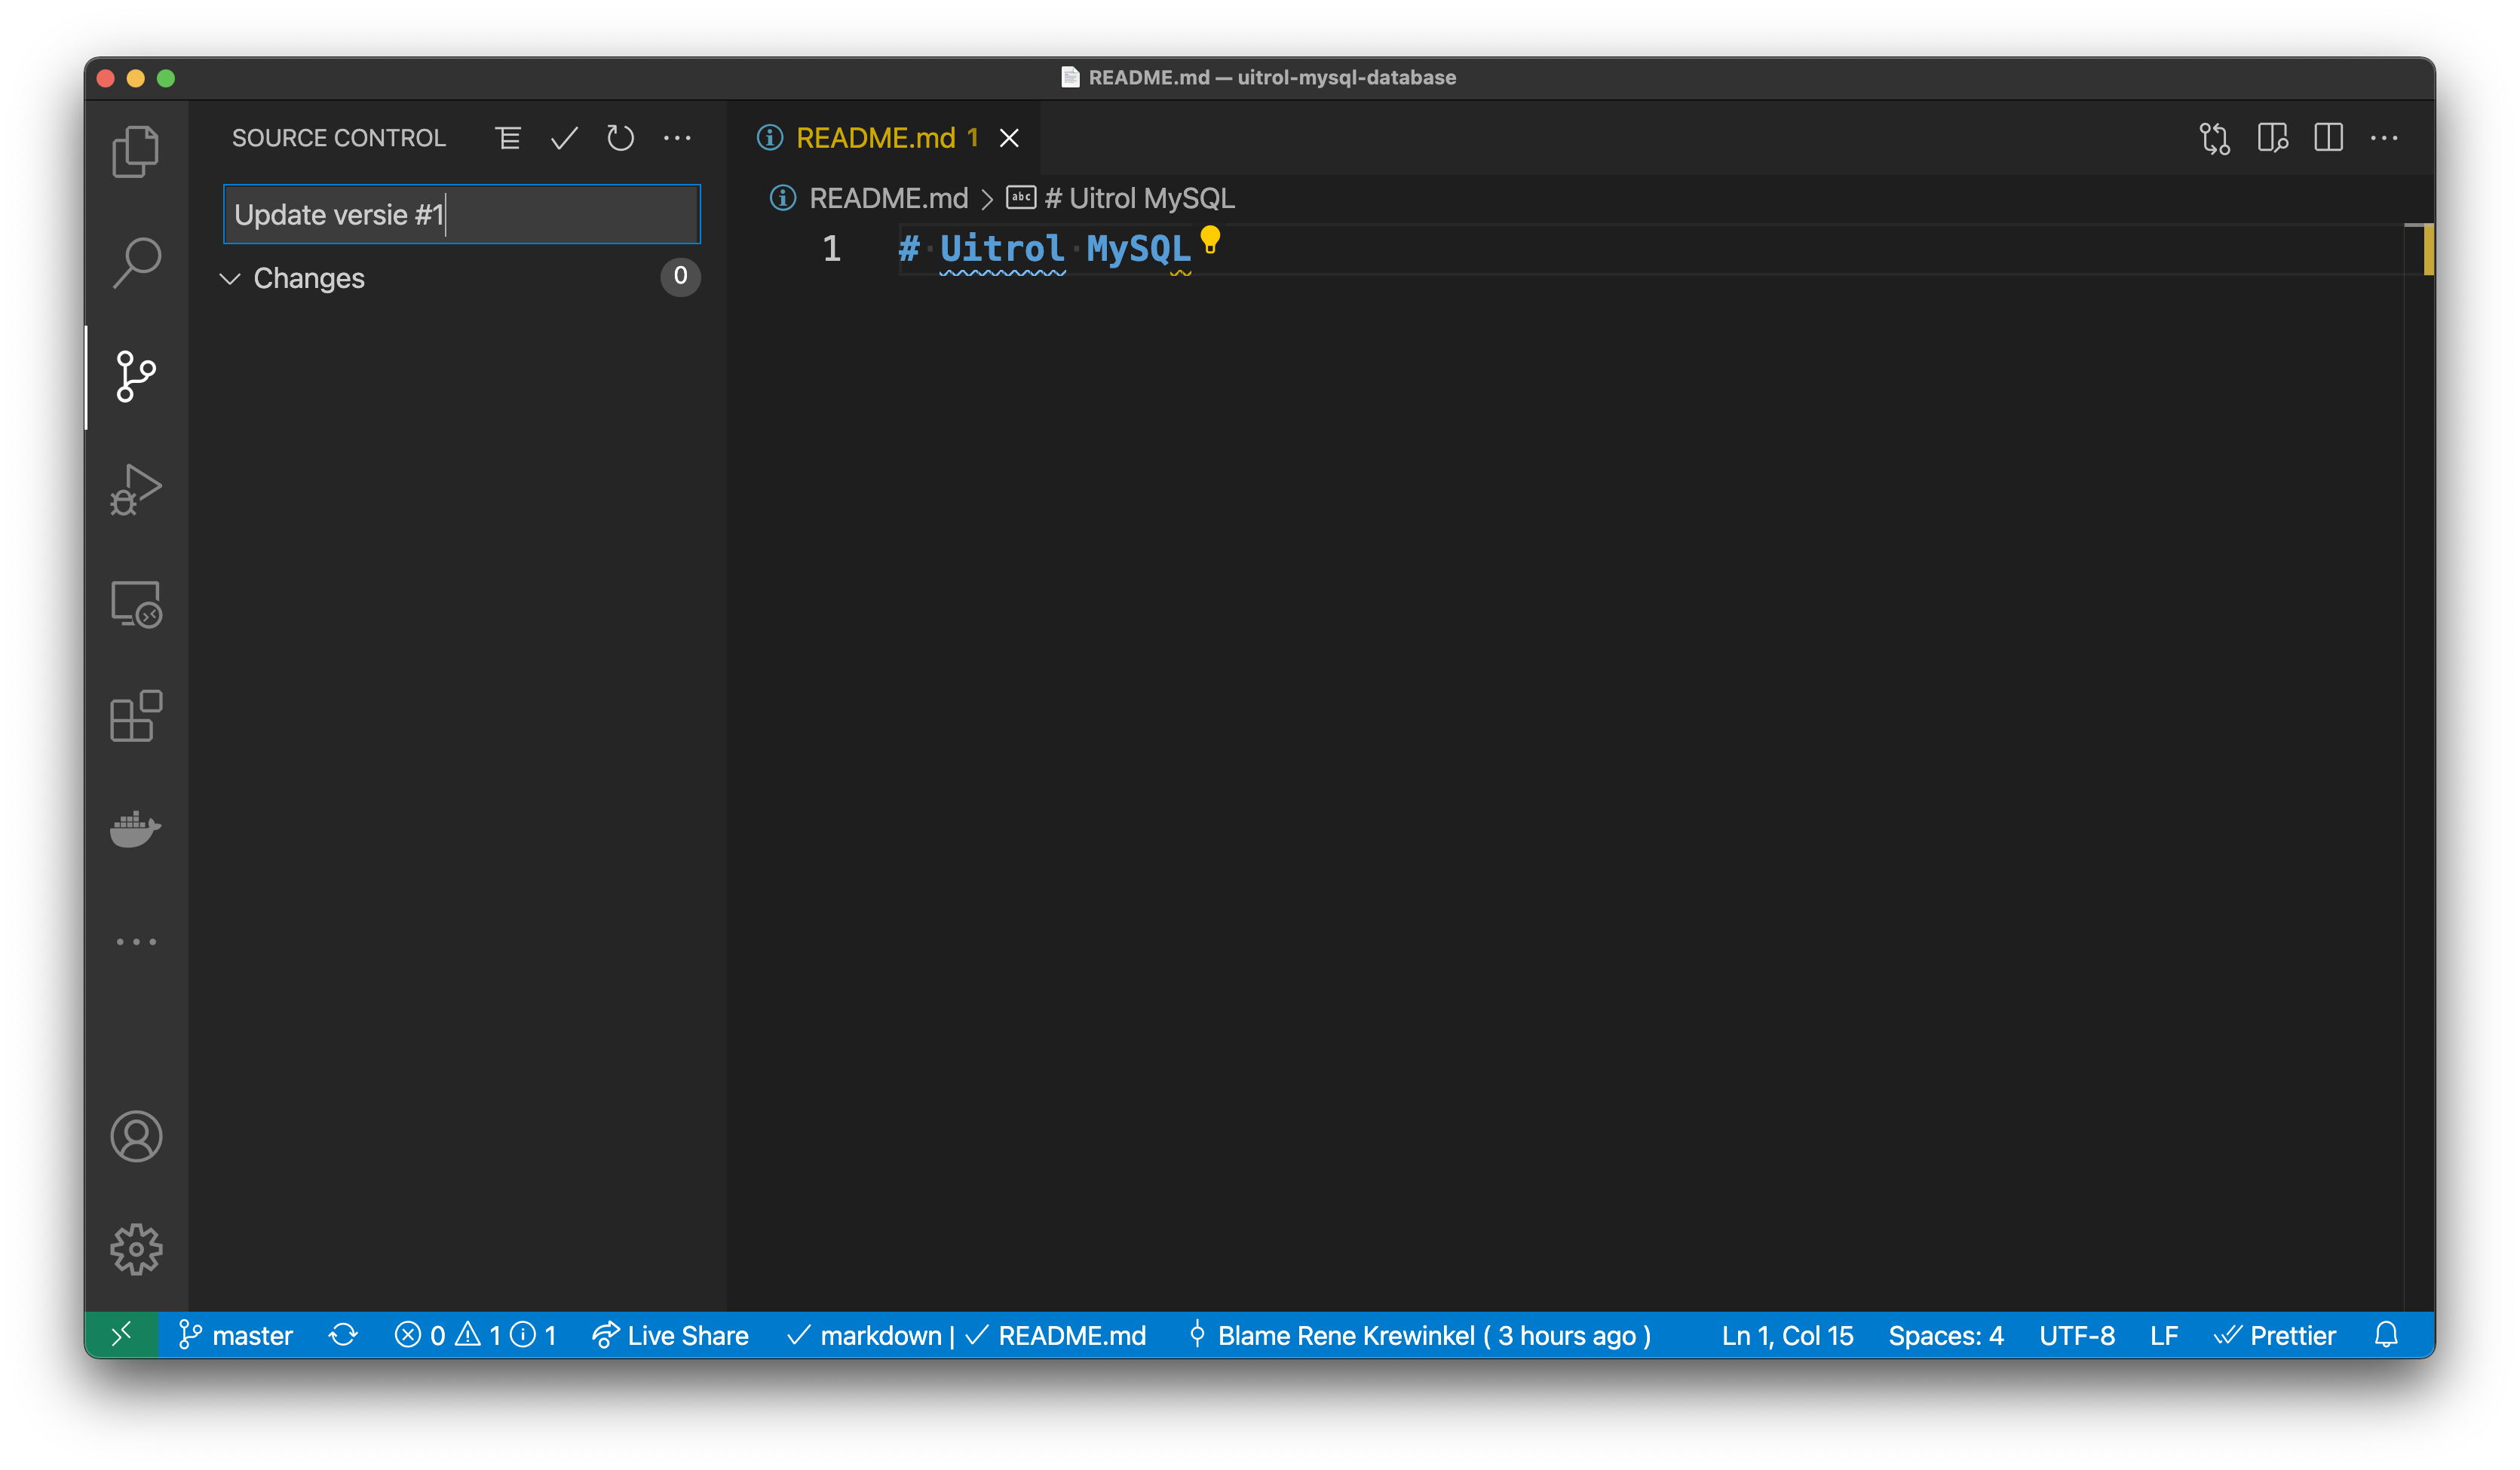 README.md — uitrol-mysql-database
SOURCE CONTROL
README.md 1
Update versie #1
README.md > abc # Uitrol MySQL
1 # Uitrol MySQL
Changes 0
master 0 1 1 Live Share markdown | README.md Blame Rene Krewinkel ( 3 hours ago ) Ln 1, Col 15 Spaces: 4 UTF-8 LF Prettier